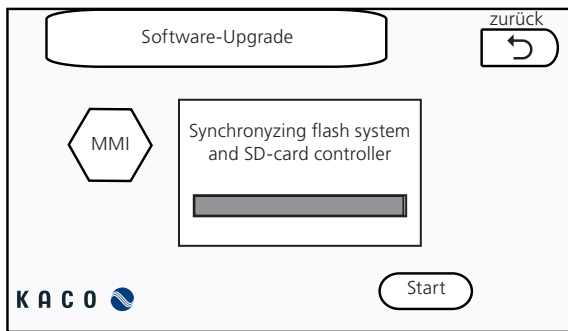 Software-Upgrade
zurück
MMI
Synchronyzing flash system
and SD-card controller
Start
KACO